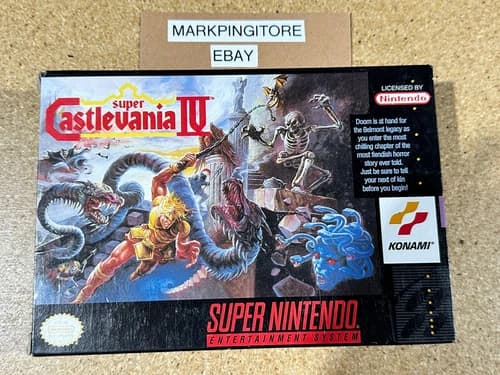 MARKPINGITORE
EBAY
LICENSED BY
Nintendo
super
Castlevania IV
Doom is at hand for
the Belmont legacy as
you enter the most
chilling chapter of the
most fiendish horror
story ever told.
Just be sure to tell
your next of kin
before you begin!
KONAMI
SUPER NINTENDO
ENTERTAINMENT SYSTEM